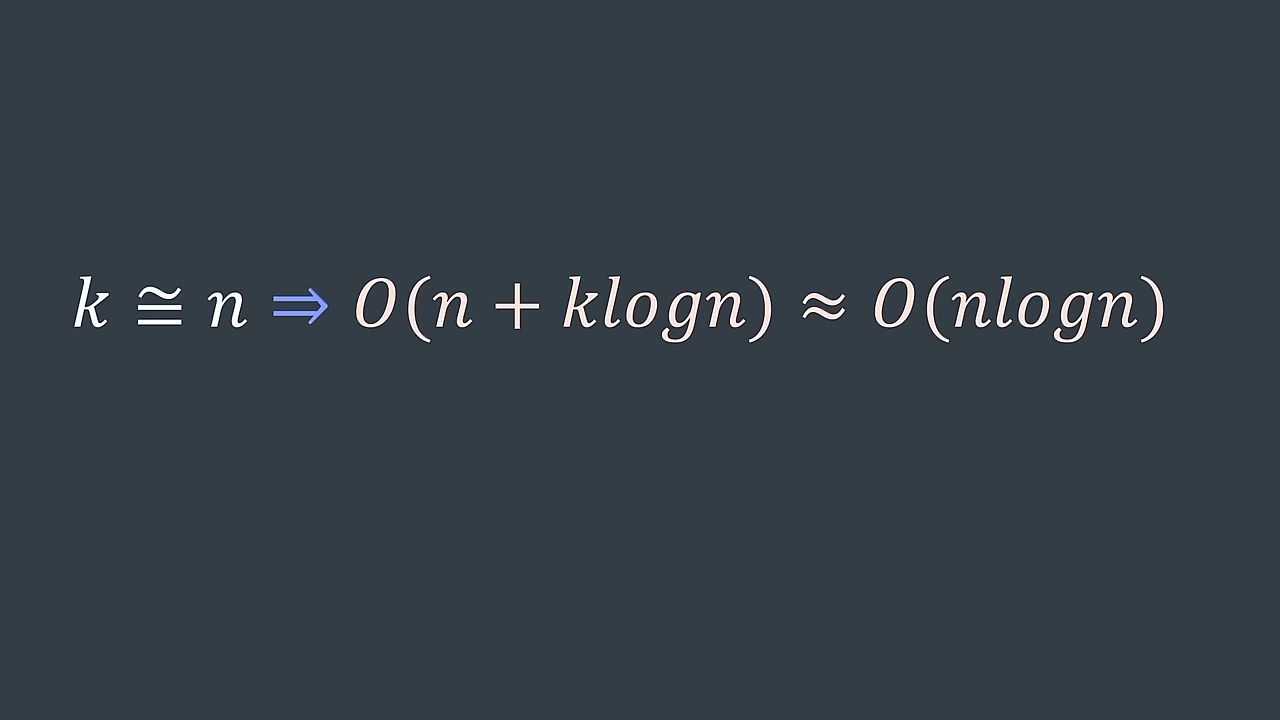 k ≅ n ⇒ O(n + klogn) ≈ O(nlogn)